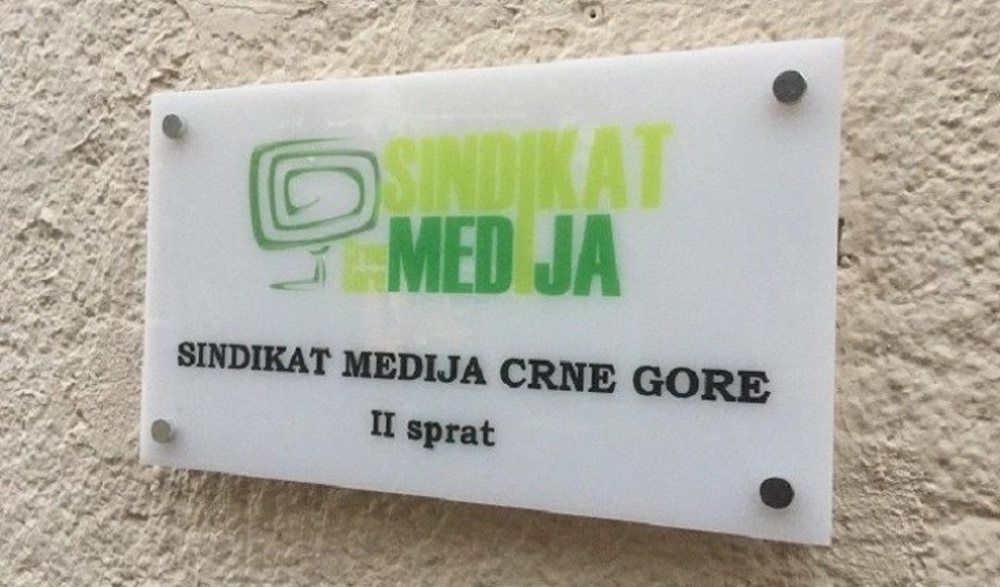 SINDIKAT
MEDIJA
SINDIKAT MEDIJA CRNE GORE
II sprat